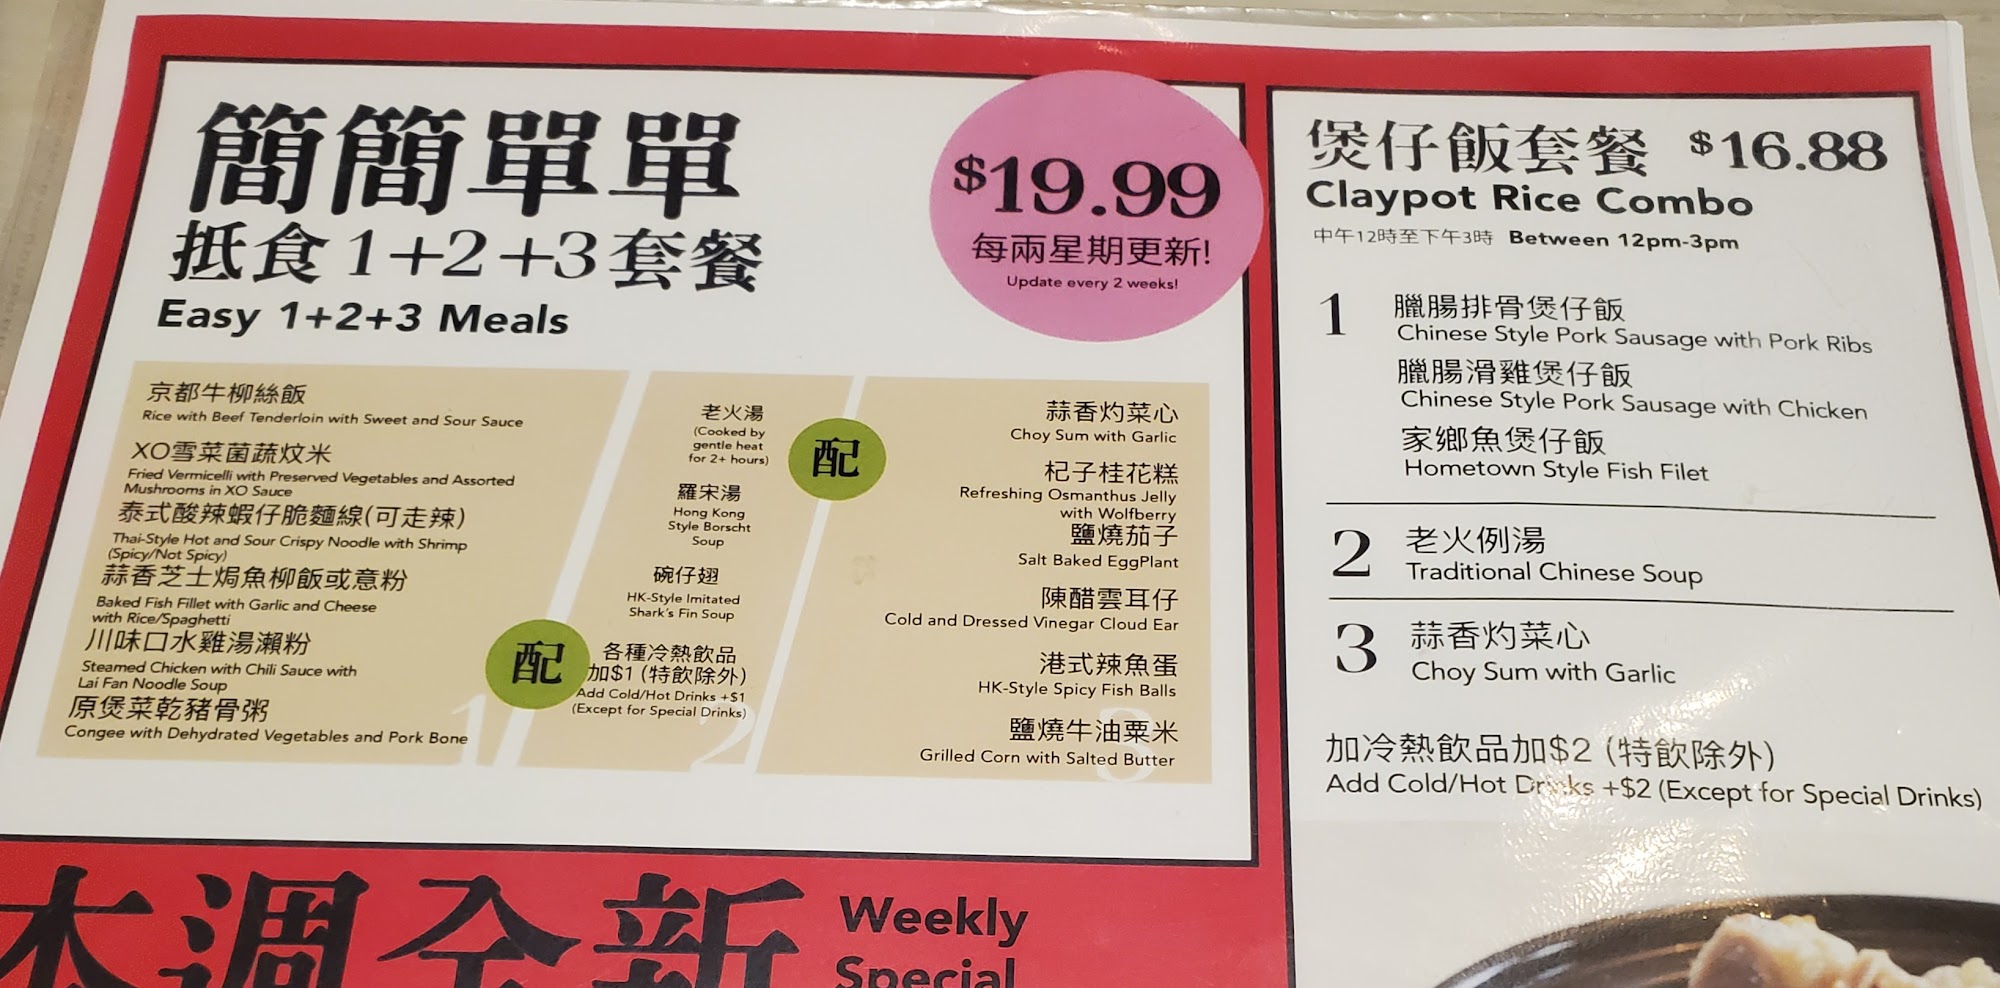 簡簡單單
抵食1+2+3套餐
Easy 1+2+3 Meals
$19.99
每兩星期更新!
Update every 2 weeks!
京都牛柳絲飯
Rice with Beef Tenderloin with Sweet and Sour Sauce
XO雪菜菌蔬炆米
Fried Vermicelli with Preserved Vegetables and Assorted
Mushrooms in XO Sauce
泰式酸辣蝦仔脆麵線(可走辣)
Thai-Style Hot and Sour Crispy Noodle with Shrimp
(Spicy/Not Spicy)
蒜香芝士焗魚柳飯或意粉
Baked Fish Fillet with Garlic and Cheese
with Rice/Spaghetti
川味口水雞湯瀨粉
Steamed Chicken with Chili Sauce with
Lai Fan Noodle Soup
原煲菜乾豬骨粥
Congee with Dehydrated Vegetables and Pork Bone
1
配
老火湯
(Cooked by
gentle heat
for 2+ hours)
羅宋湯
Hong Kong
Style Borscht
Soup
碗仔翅
HK-Style Imitated
Shark's Fin Soup
各種冷熱飲品
加$1 (特飲除外)
Add Cold/Hot Drinks +$1
(Except for Special Drinks)
2
配
蒜香灼菜心
Choy Sum with Garlic
杞子桂花糕
Refreshing Osmanthus Jelly
with Wolfberry
鹽燒茄子
Salt Baked EggPlant
陳醋雲耳仔
Cold and Dressed Vinegar Cloud Ear
港式辣魚蛋
HK-Style Spicy Fish Balls
鹽燒牛油粟米
Grilled Corn with Salted Butter
3
煲仔飯套餐 $16.88
Claypot Rice Combo
中午12時至下午3時 Between 12pm-3pm
1 臘腸排骨煲仔飯
Chinese Style Pork Sausage with Pork Ribs
臘腸滑雞煲仔飯
Chinese Style Pork Sausage with Chicken
家鄉魚煲仔飯
Hometown Style Fish Filet
2 老火例湯
Traditional Chinese Soup
3 蒜香灼菜心
Choy Sum with Garlic
加冷熱飲品加$2 (特飲除外)
Add Cold/Hot Drinks +$2 (Except for Special Drinks)
本週全新
Weekly
Special